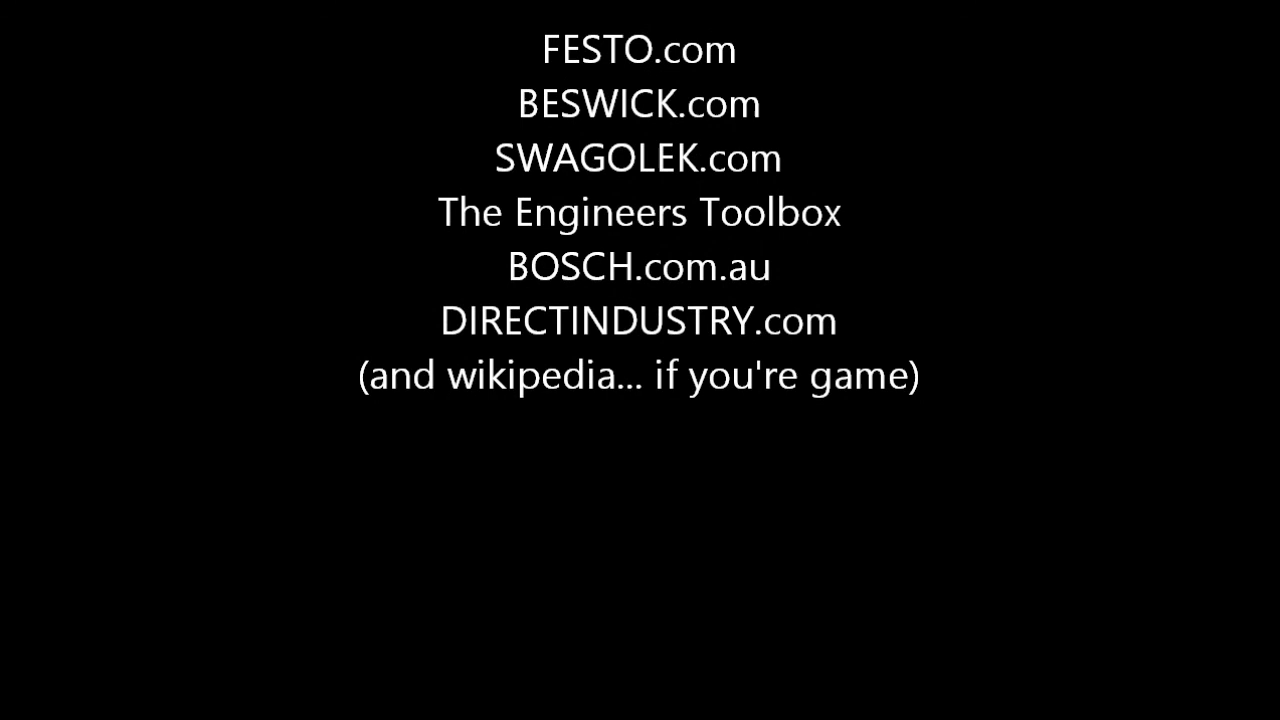 FESTO.com
BESWICK.com
SWAGOLEK.com
The Engineers Toolbox
BOSCH.com.au
DIRECTINDUSTRY.com
(and wikipedia... if you're game)